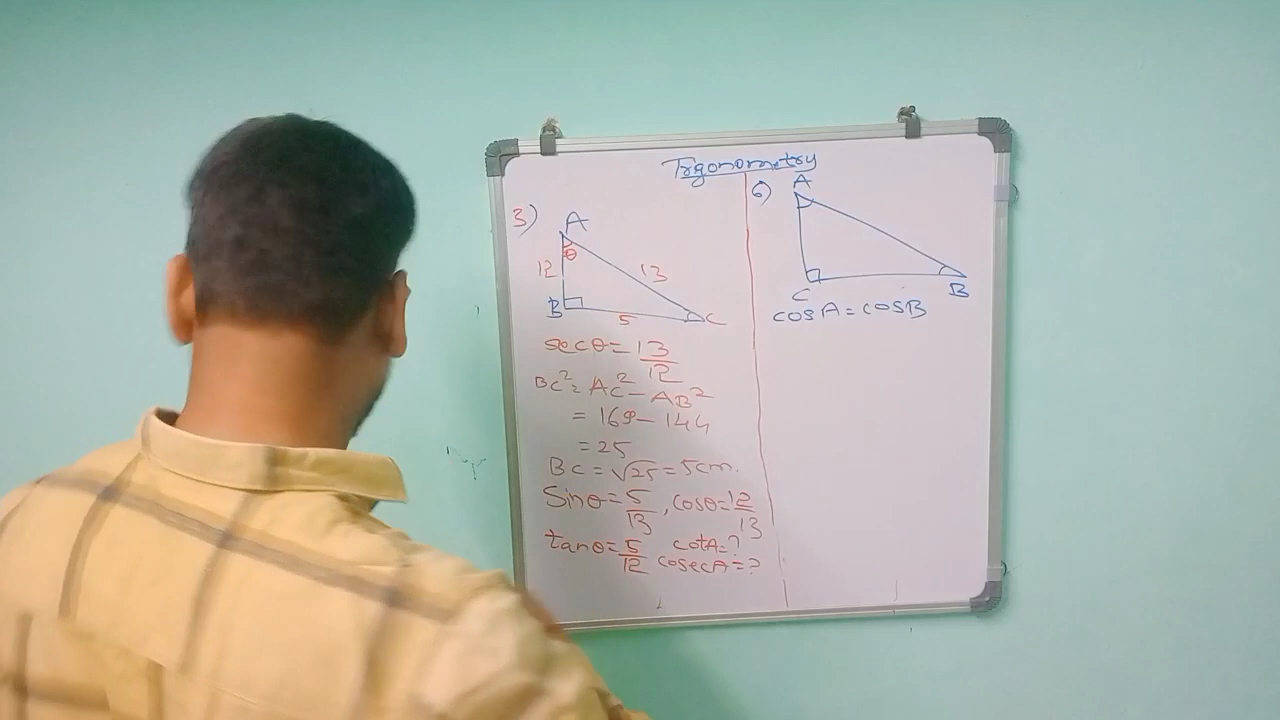 Trgonometry
3)
A
θ
12
13
B
5
C
secθ = 13/12
BC² = AC² - AB²
= 169 - 144
= 25
BC = √25 = 5cm.
Sinθ = 5/13, cosθ = 12/13
tanθ = 5/12 cotA = ?
cosecA = ?
6)
A
C
B
cosA = cosB